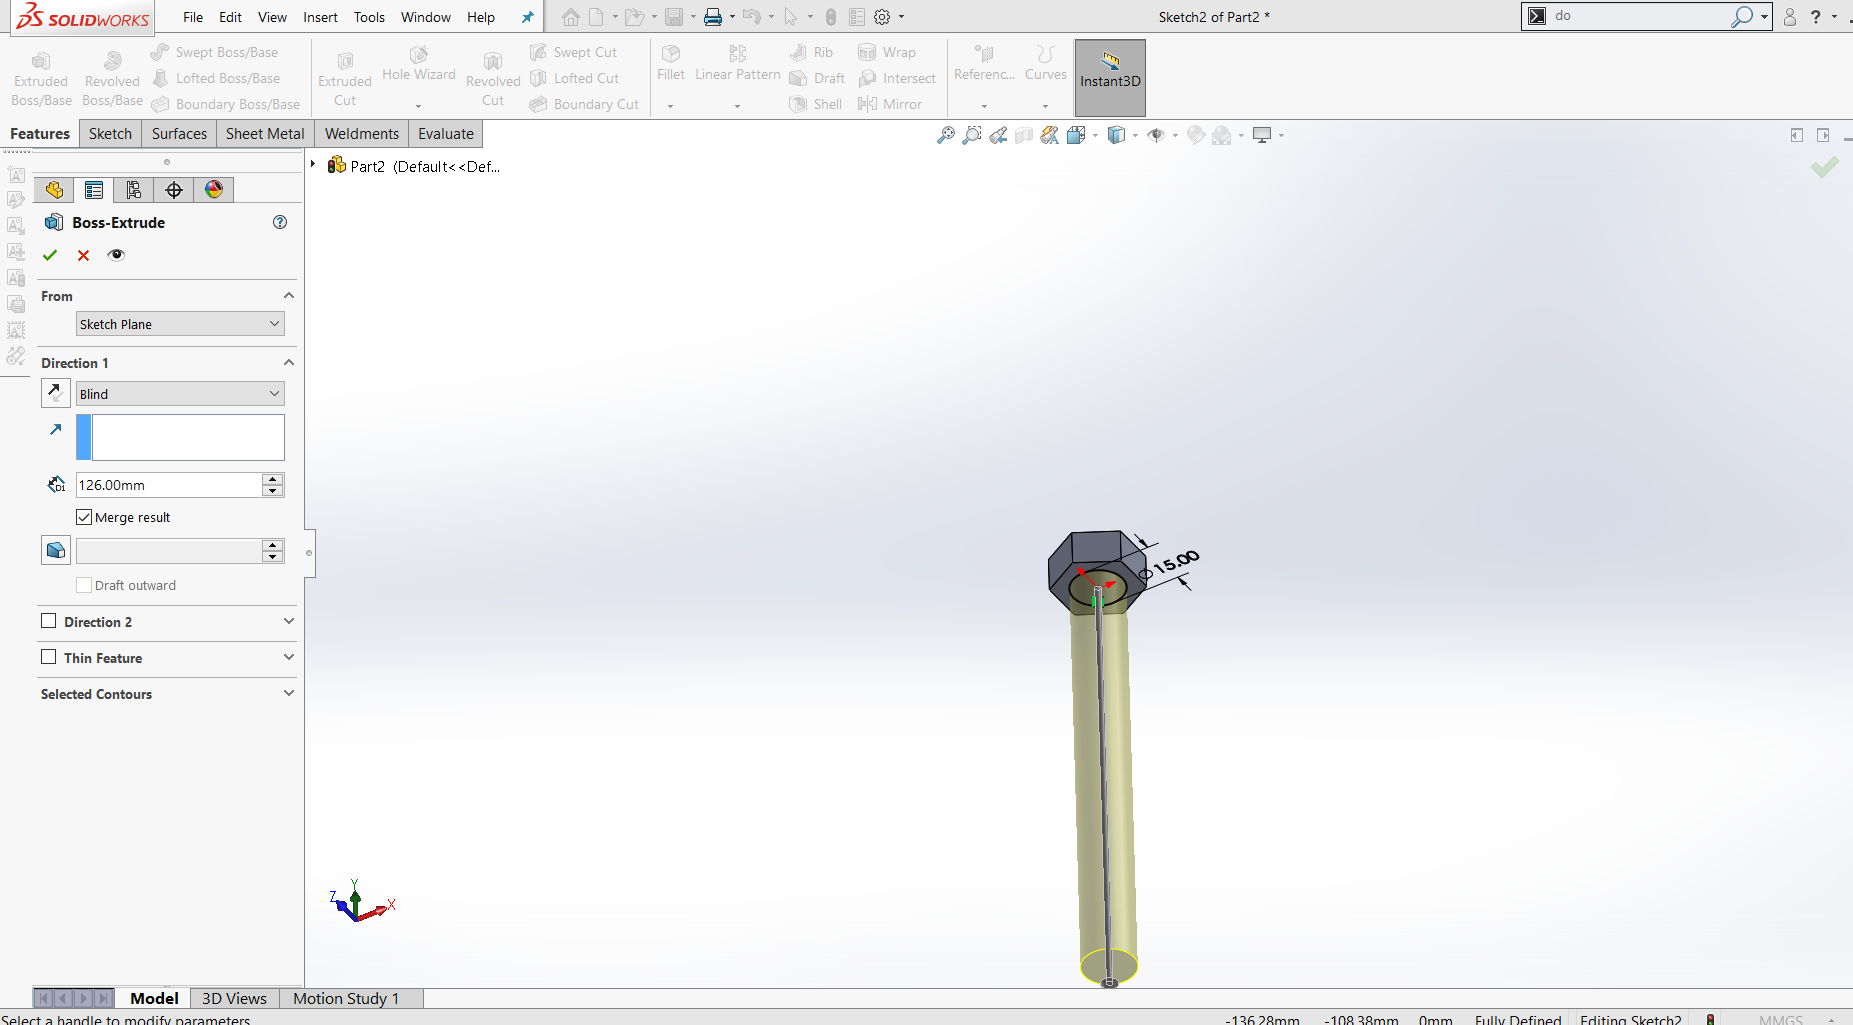 SOLIDWORKS File Edit View Insert Tools Window Help Sketch2 of Part2 * do ?
Extruded Boss/Base
Revolved Boss/Base
Swept Boss/Base
Lofted Boss/Base
Boundary Boss/Base
Extruded Cut
Hole Wizard
Revolved Cut
Swept Cut
Lofted Cut
Boundary Cut
Fillet
Linear Pattern
Rib
Draft
Shell
Wrap
Intersect
Mirror
Referenc...
Curves
Instant3D
Features Sketch Surfaces Sheet Metal Weldments Evaluate
Part2 (Default<<Def...
Boss-Extrude
From
Sketch Plane
Direction 1
Blind
D1 126.00mm
Merge result
Draft outward
Direction 2
Thin Feature
Selected Contours
∅15.00
Y
Z
X
Model 3D Views Motion Study 1
Select a handle to modify parameters
-136.28mm -108.38mm 0mm Fully Defined Editing Sketch2 MMGS